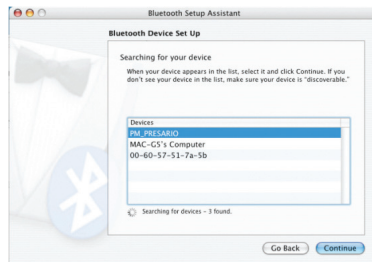 Bluetooth Setup Assistant
Bluetooth Device Set Up
Searching for your device
When your device appears in the list, select it and click Continue. If you
don't see your device in the list, make sure your device is "discoverable."
Devices
PM_PRESARIO
MAC-G5's Computer
00-60-57-51-7a-5b
Searching for devices – 3 found.
Go Back
Continue